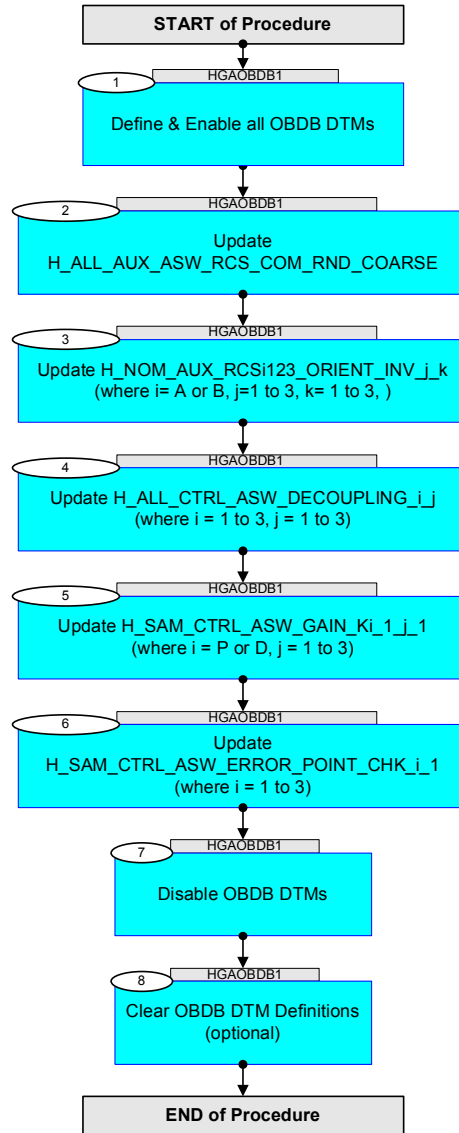 START of Procedure
HGAOBDB1
1
Define & Enable all OBDB DTMs
HGAOBDB1
2
Update
H_ALL_AUX_ASW_RCS_COM_RND_COARSE
HGAOBDB1
3
Update H_NOM_AUX_RCSi123_ORIENT_INV_j_k
(where i= A or B, j=1 to 3, k= 1 to 3, )
HGAOBDB1
4
Update H_ALL_CTRL_ASW_DECOUPLING_i_j
(where i = 1 to 3, j = 1 to 3)
HGAOBDB1
5
Update H_SAM_CTRL_ASW_GAIN_Ki_1_j_1
(where i = P or D, j = 1 to 3)
HGAOBDB1
6
Update
H_SAM_CTRL_ASW_ERROR_POINT_CHK_i_1
(where i = 1 to 3)
HGAOBDB1
7
Disable OBDB DTMs
HGAOBDB1
8
Clear OBDB DTM Definitions
(optional)
END of Procedure